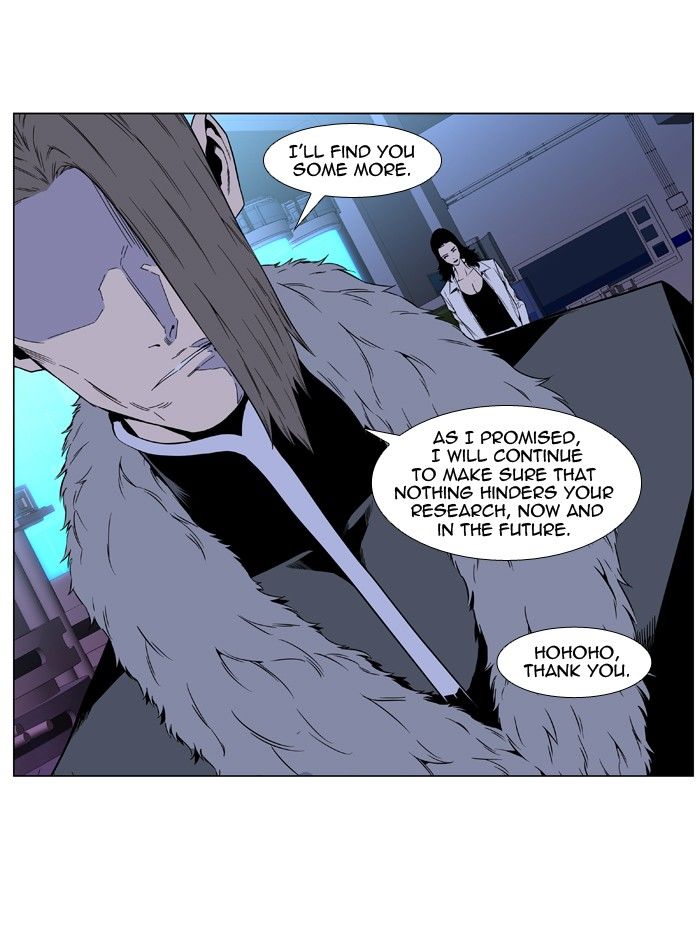 I'LL FIND YOU
SOME MORE.
AS I PROMISED,
I WILL CONTINUE
TO MAKE SURE THAT
NOTHING HINDERS YOUR
RESEARCH, NOW AND
IN THE FUTURE.
HOHOHO,
THANK YOU.